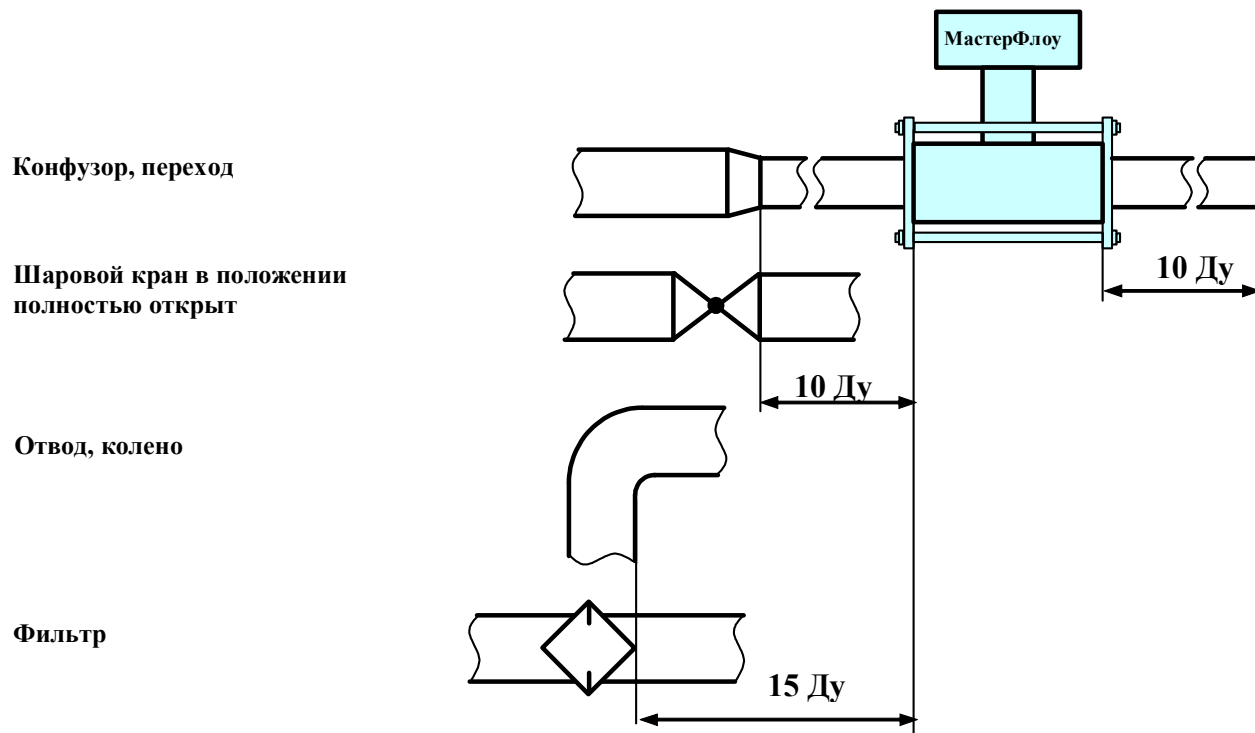 МастерФлоу
Конфузор, переход
Шаровой кран в положении
полностью открыт
10 Ду
10 Ду
Отвод, колено
Фильтр
15 Ду